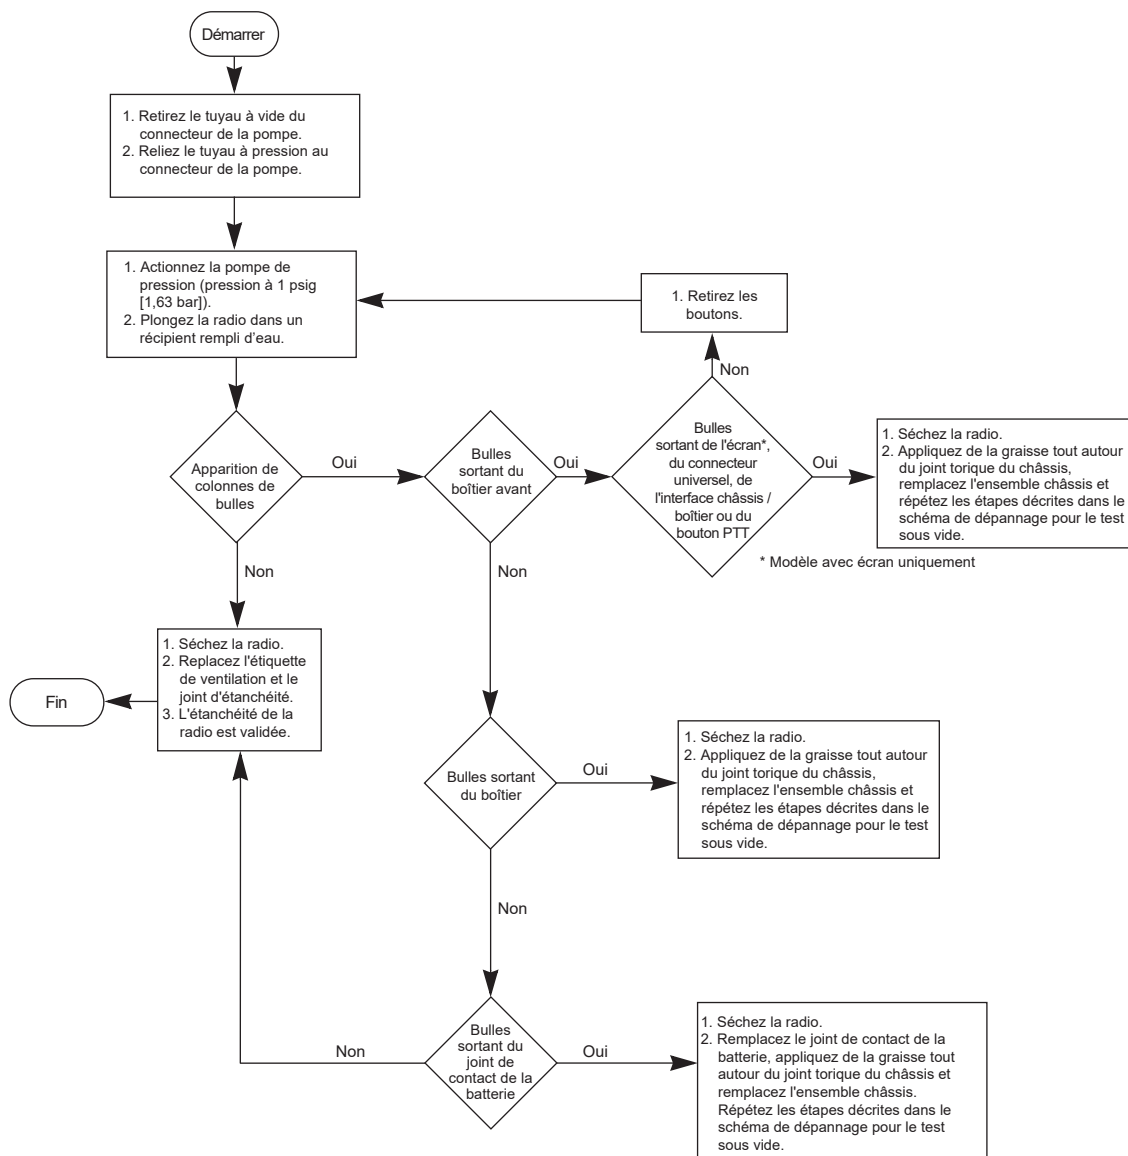 Démarrer
1. Retirez le tuyau à vide du
connecteur de la pompe.
2. Reliez le tuyau à pression au
connecteur de la pompe.
1. Actionnez la pompe de
pression (pression à 1 psig
[1,63 bar]).
2. Plongez la radio dans un
récipient rempli d'eau.
1. Retirez les
boutons.
Non
Apparition de
colonnes de
bulles
Oui
Bulles
sortant du
boîtier avant
Oui
Bulles
sortant de l'écran*,
du connecteur
universel, de
l'interface châssis /
boîtier ou du
bouton PTT
Oui
1. Séchez la radio.
2. Appliquez de la graisse tout autour
du joint torique du châssis,
remplacez l'ensemble châssis et
répétez les étapes décrites dans le
schéma de dépannage pour le test
sous vide.
* Modèle avec écran uniquement
Non
Non
1. Séchez la radio.
2. Replacez l'étiquette
de ventilation et le
joint d'étanchéité.
3. L'étanchéité de la
radio est validée.
Fin
Bulles sortant
du boîtier
Oui
1. Séchez la radio.
2. Appliquez de la graisse tout autour
du joint torique du châssis,
remplacez l'ensemble châssis et
répétez les étapes décrites dans le
schéma de dépannage pour le test
sous vide.
Non
Bulles
sortant du
joint de
contact de la
batterie
Non
Oui
1. Séchez la radio.
2. Remplacez le joint de contact de la
batterie, appliquez de la graisse tout
autour du joint torique du châssis et
remplacez l'ensemble châssis.
Répétez les étapes décrites dans le
schéma de dépannage pour le test
sous vide.